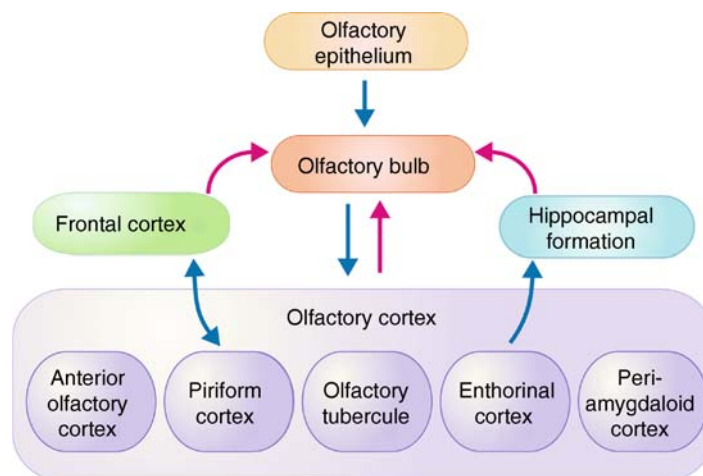 Olfactory
epithelium
Olfactory bulb
Frontal cortex
Hippocampal
formation
Olfactory cortex
Anterior
olfactory
cortex
Piriform
cortex
Olfactory
tubercule
Enthorinal
cortex
Peri-
amygdaloid
cortex